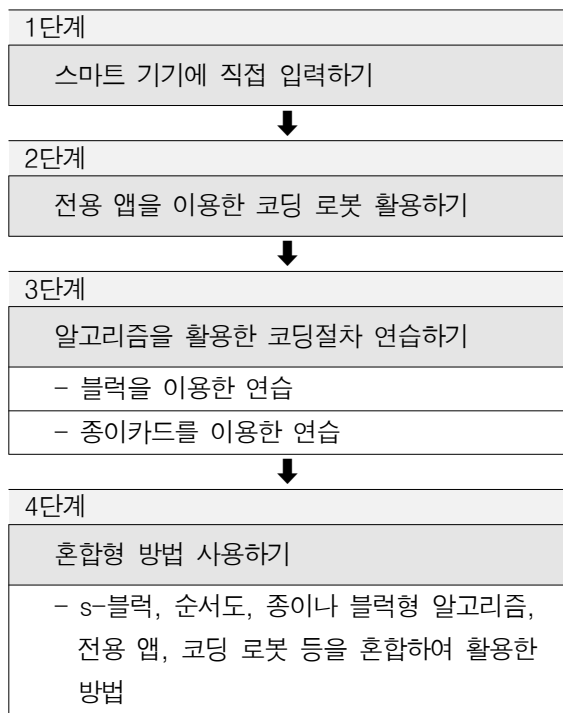 1단계
스마트 기기에 직접 입력하기
2단계
전용 앱을 이용한 코딩 로봇 활용하기
3단계
알고리즘을 활용한 코딩절차 연습하기
- 블럭을 이용한 연습
- 종이카드를 이용한 연습
4단계
혼합형 방법 사용하기
- s-블럭, 순서도, 종이나 블럭형 알고리즘,
전용 앱, 코딩 로봇 등을 혼합하여 활용한
방법